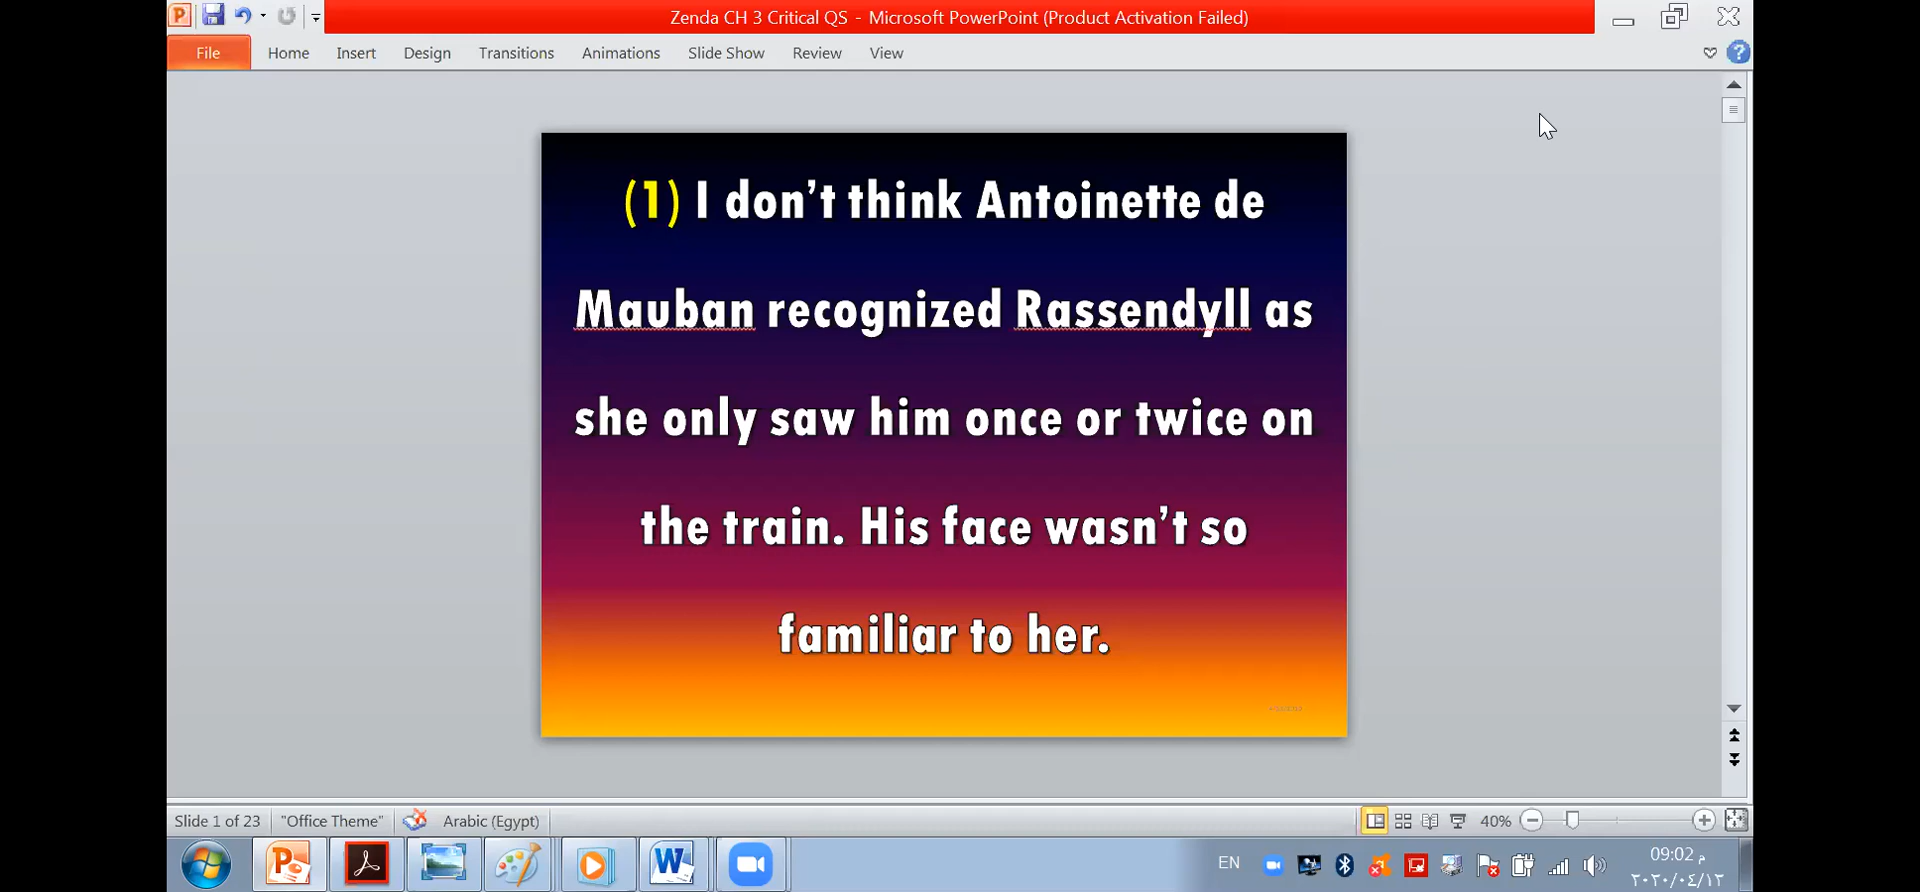 Zenda CH 3 Critical QS - Microsoft PowerPoint (Product Activation Failed)
File Home Insert Design Transitions Animations Slide Show Review View
(1) I don’t think Antoinette de
Mauban recognized Rassendyll as
she only saw him once or twice on
the train. His face wasn’t so
familiar to her.
Slide 1 of 23 "Office Theme" Arabic (Egypt) 40%
EN
09:02 م
٢٠٢٠/٠٤/١٢